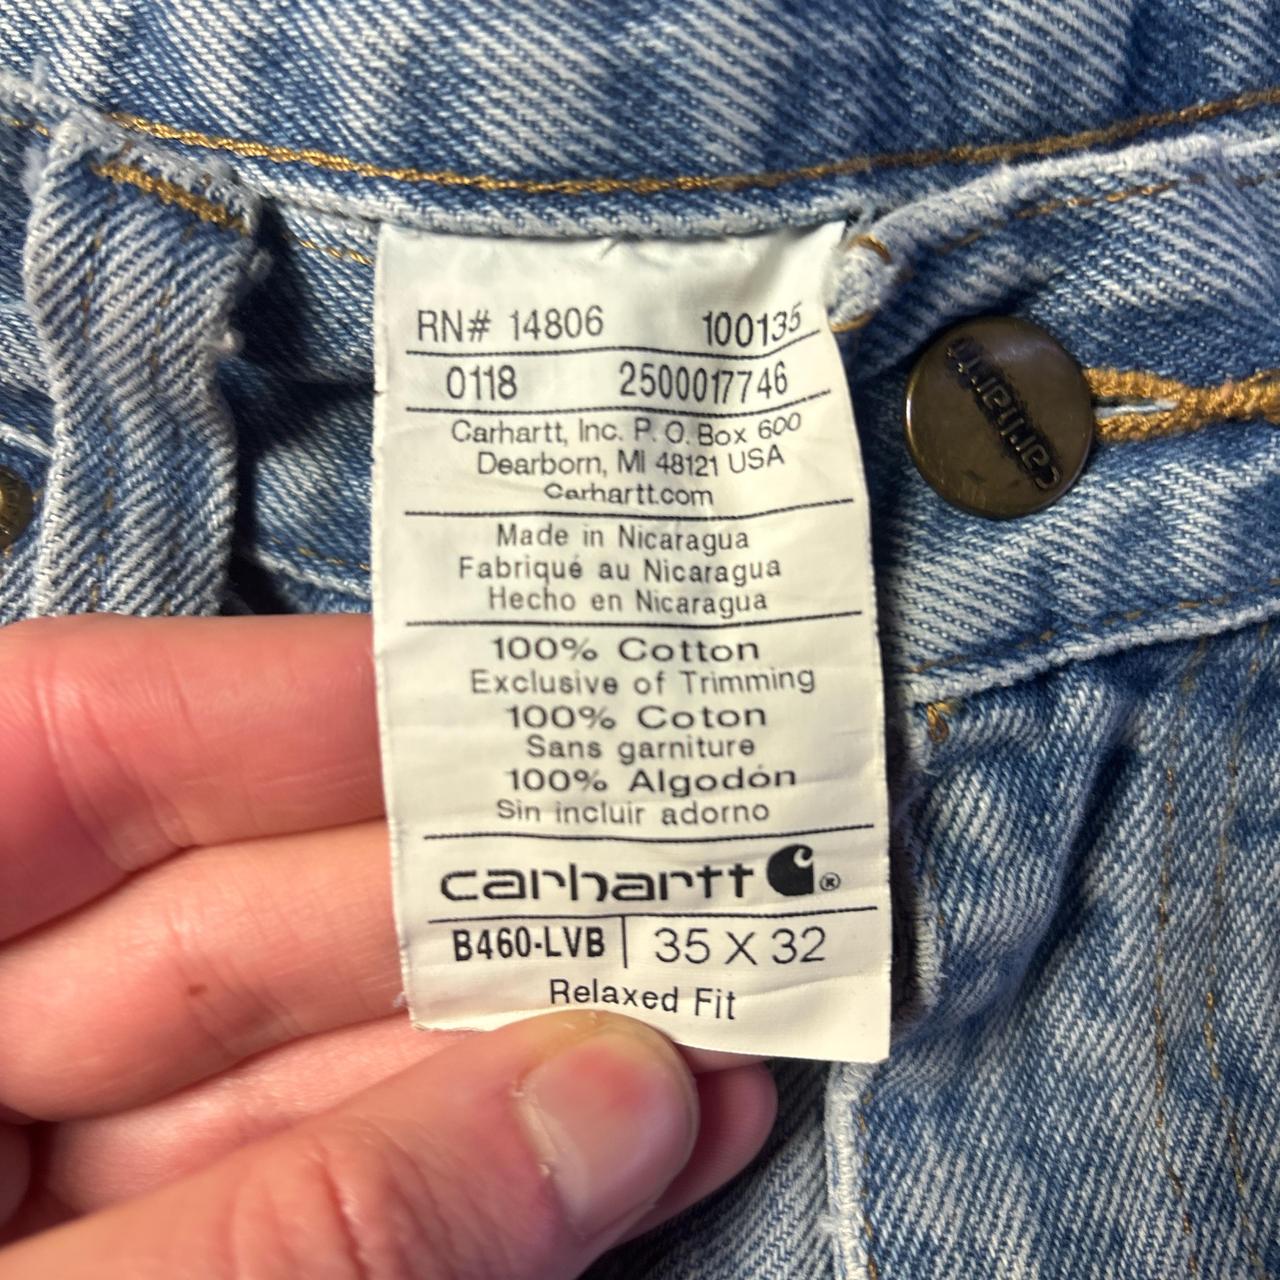 RN# 14806 100135
0118 2500017746
Carhartt, Inc. P. O. Box 600
Dearborn, MI 48121 USA
Carhartt.com
Made in Nicaragua
Fabriqué au Nicaragua
Hecho en Nicaragua
100% Cotton
Exclusive of Trimming
100% Coton
Sans garniture
100% Algodón
Sin incluir adorno
carhartt ®
B460-LVB | 35 X 32
Relaxed Fit
carhartt